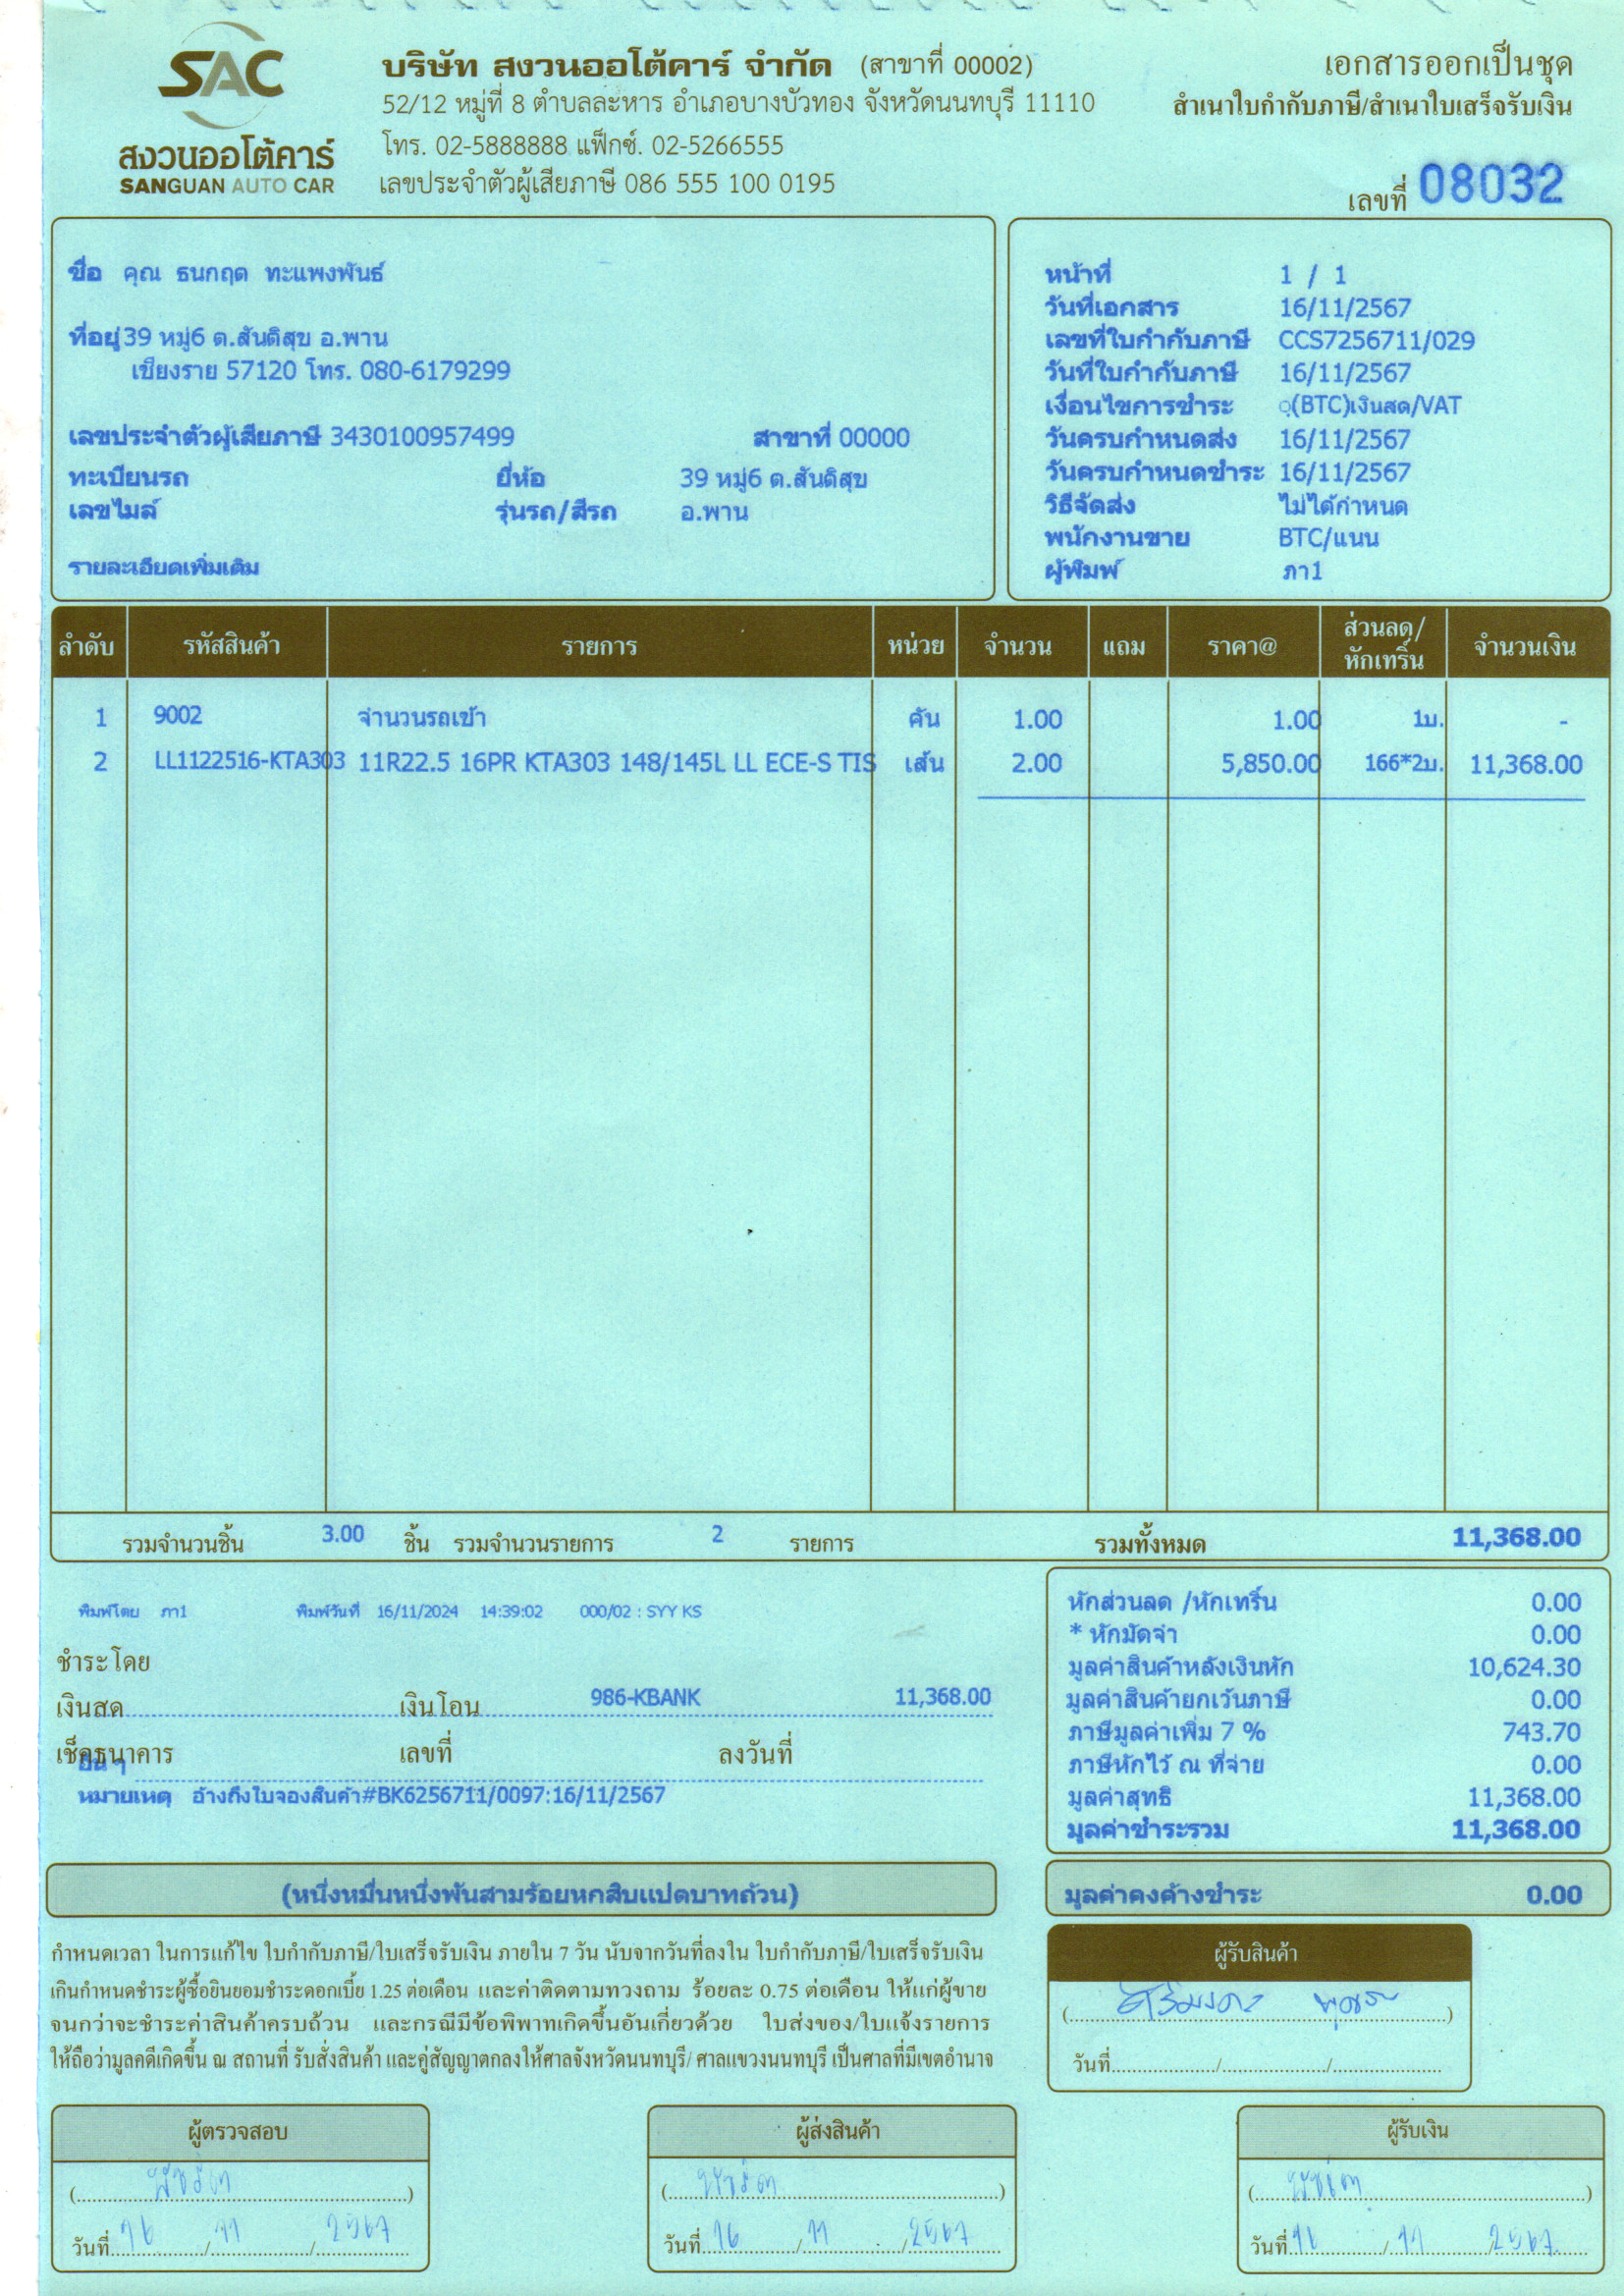 SAC
สงวนออโต้คาร์
SANGUAN AUTO CAR
บริษัท สงวนออโต้คาร์ จำกัด (สาขาที่ 00002)
52/12 หมู่ที่ 8 ตำบลละหาร อำเภอบางบัวทอง จังหวัดนนทบุรี 11110
โทร. 02-5888888 แฟ็กซ์. 02-5266555
เลขประจำตัวผู้เสียภาษี 086 555 100 0195
เอกสารออกเป็นชุด
สำเนาใบกำกับภาษี/สำเนาใบเสร็จรับเงิน
เลขที่ 08032
ชื่อ คุณ ธนกฤต ทะแพงพันธ์
ที่อยู่ 39 หมู่6 ต.สันติสุข อ.พาน
เชียงราย 57120 โทร. 080-6179299
เลขประจำตัวผู้เสียภาษี 3430100957499 สาขาที่ 00000
ทะเบียนรถ ยี่ห้อ 39 หมู่6 ต.สันติสุข
เลขไมล์ รุ่นรถ/สีรถ อ.พาน
รายละเอียดเพิ่มเติม
หน้าที่ 1 / 1
วันที่เอกสาร 16/11/2567
เลขที่ใบกำกับภาษี CCS7256711/029
วันที่ใบกำกับภาษี 16/11/2567
เงื่อนไขการชำระ (BTC)เงินสด/VAT
วันครบกำหนดส่ง 16/11/2567
วันครบกำหนดชำระ 16/11/2567
วิธีจัดส่ง ไม่ได้กำหนด
พนักงานขาย BTC/แนน
ผู้พิมพ์ ภา1
ลำดับ รหัสสินค้า รายการ หน่วย จำนวน แถม ราคา@ ส่วนลด/หักเทริ์น จำนวนเงิน
1 9002 จำนวนรถเข้า คัน 1.00 1.00 1บ. -
2 LL1122516-KTA303 11R22.5 16PR KTA303 148/145L LL ECE-S TIS เส้น 2.00 5,850.00 166*2บ. 11,368.00
รวมจำนวนชิ้น 3.00 ชิ้น รวมจำนวนรายการ 2 รายการ รวมทั้งหมด 11,368.00
พิมพ์โดย ภา1 พิมพ์วันที่ 16/11/2024 14:39:02 000/02 : SYY KS
ชำระโดย
เงินสด เงินโอน 986-KBANK 11,368.00
เช็คธนาคาร เลขที่ ลงวันที่
อื่น ๆ
หมายเหตุ อ้างถึงใบจองสินค้า#BK6256711/0097:16/11/2567
หักส่วนลด /หักเทริ์น 0.00
* หักมัดจำ 0.00
มูลค่าสินค้าหลังเงินหัก 10,624.30
มูลค่าสินค้ายกเว้นภาษี 0.00
ภาษีมูลค่าเพิ่ม 7 % 743.70
ภาษีหักไว้ ณ ที่จ่าย 0.00
มูลค่าสุทธิ 11,368.00
มูลค่าชำระรวม 11,368.00
(หนึ่งหมื่นหนึ่งพันสามร้อยหกสิบแปดบาทถ้วน)
มูลค่าคงค้างชำระ 0.00
กำหนดเวลา ในการแก้ไข ใบกำกับภาษี/ใบเสร็จรับเงิน ภายใน 7 วัน นับจากวันที่ลงใน ใบกำกับภาษี/ใบเสร็จรับเงิน
เกินกำหนดชำระผู้ซื้อยินยอมชำระดอกเบี้ย 1.25 ต่อเดือน และค่าติดตามทวงถาม ร้อยละ 0.75 ต่อเดือน ให้แก่ผู้ขาย
จนกว่าจะชำระค่าสินค้าครบถ้วน และกรณีมีข้อพิพาทเกิดขึ้นอันเกี่ยวด้วย ใบส่งของ/ใบแจ้งรายการ
ให้ถือว่ามูลคดีเกิดขึ้น ณ สถานที่ รับสั่งสินค้า และคู่สัญญาตกลงให้ศาลจังหวัดนนทบุรี/ ศาลแขวงนนทบุรี เป็นศาลที่มีเขตอำนาจ
ผู้รับสินค้า
วันที่
ผู้ตรวจสอบ
วันที่ 16/11/2567
ผู้ส่งสินค้า
วันที่ 16/11/2567
ผู้รับเงิน
วันที่ 16/11/2567